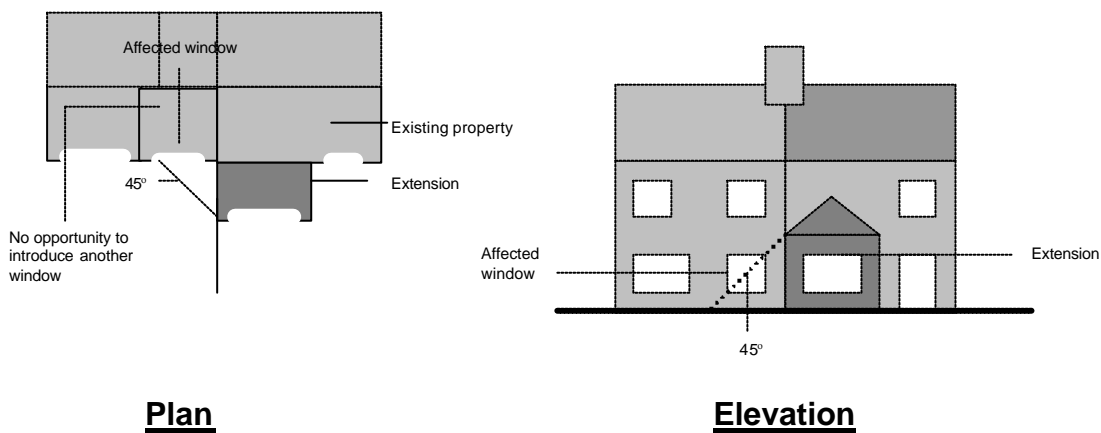 Affected window
Existing property
45º
Extension
No opportunity to
introduce another
window
Plan
Affected
window
Extension
45º
Elevation